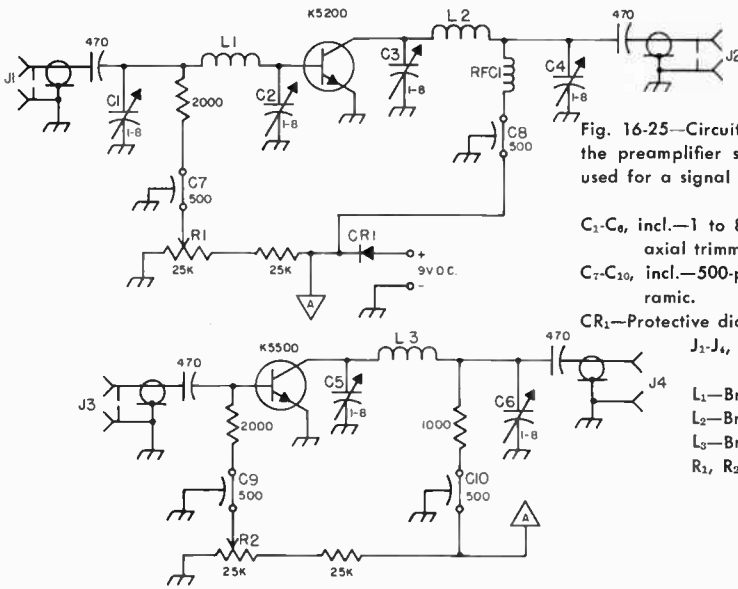 470
L1
K5200
L2
470
J1
C1
1-8
2000
C2
1-8
C3
1-8
RFC1
C4
1-8
J2
C7
500
C8
500
R1
25K
25K
CR1
+
9V D.C.
-
A
Fig. 16-25—Circuit
the preamplifier s
used for a signal
C₁-C₆, incl.—1 to 8
axial trimm
C₇-C₁₀, incl.—500-p
ramic.
CR₁—Protective dio
J₁-J₄,
L₁—Br
L₂—Br
L₃—Br
R₁, R₂
470
K5500
L3
470
J3
C5
1-8
C6
1-8
J4
2000
1000
C9
500
C10
500
R2
25K
25K
A